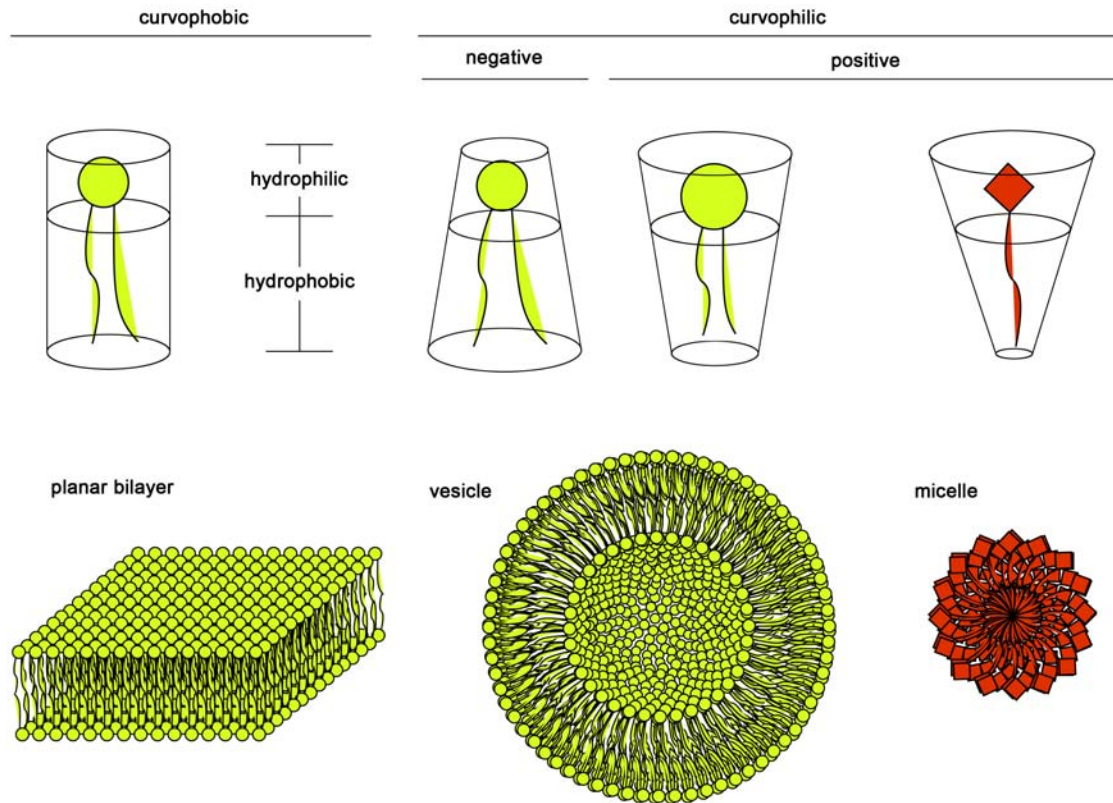 curvophobic
curvophilic
negative
positive
hydrophilic
hydrophobic
planar bilayer
vesicle
micelle